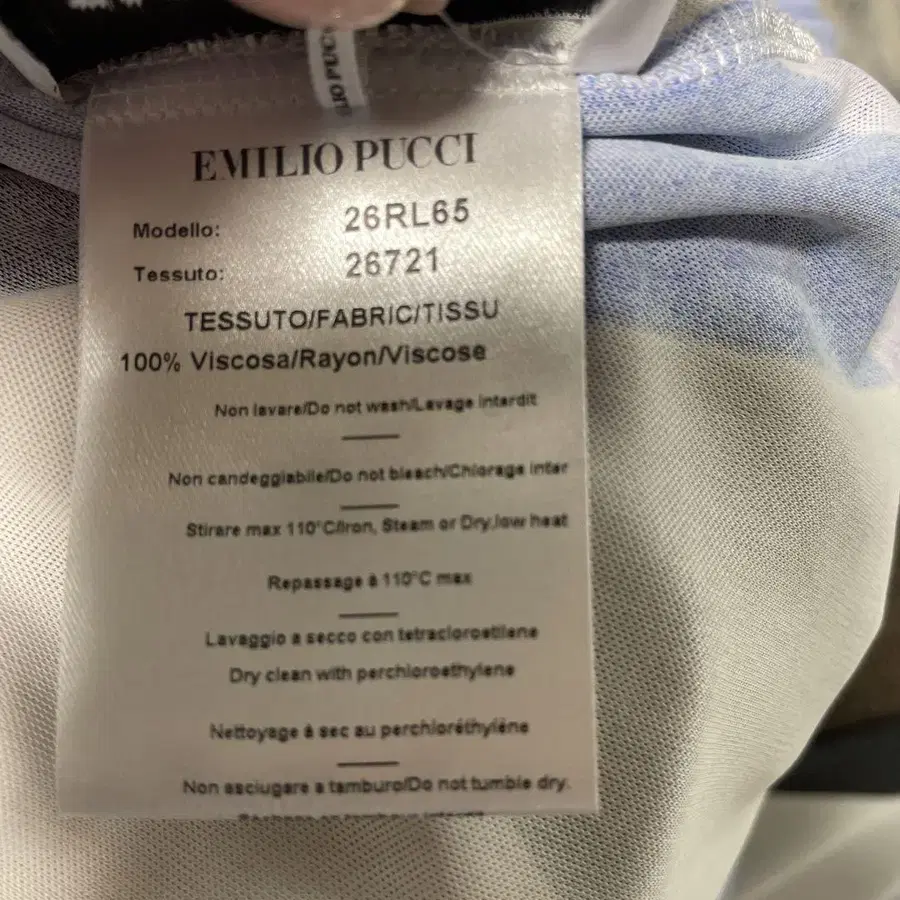 EMILIO PUCCI
Modello: 26RL65
Tessuto: 26721
TESSUTO/FABRIC/TISSU
100% Viscosa/Rayon/Viscose
Non lavare/Do not wash/Lavage interdit
Non candeggiabile/Do not bleach/Chlorage inter
Stirare max 110°C/Iron, Steam or Dry,low heat
Repassage à 110°C max
Lavaggio a secco con tetracloroetilene
Dry clean with perchloroethylene
Nettoyage à sec au perchloréthylène
Non asciugare a tamburo/Do not tumble dry.